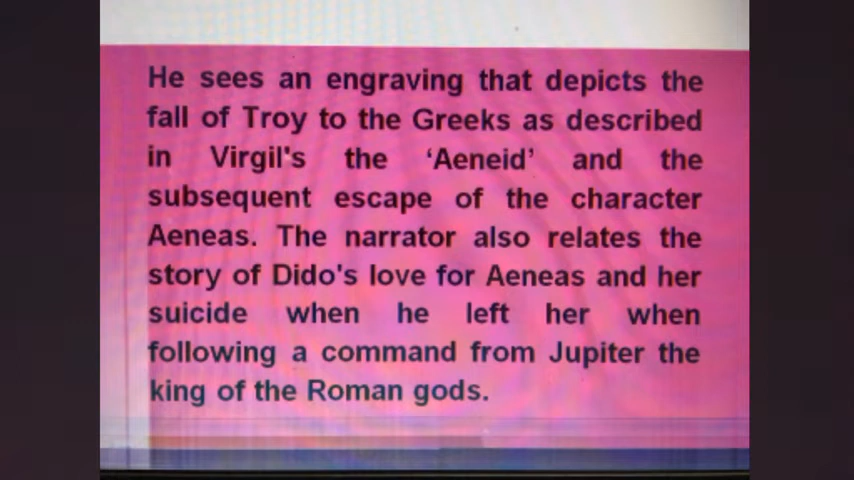 He sees an engraving that depicts the
fall of Troy to the Greeks as described
in Virgil's the ‘Aeneid’ and the
subsequent escape of the character
Aeneas. The narrator also relates the
story of Dido's love for Aeneas and her
suicide when he left her when
following a command from Jupiter the
king of the Roman gods.